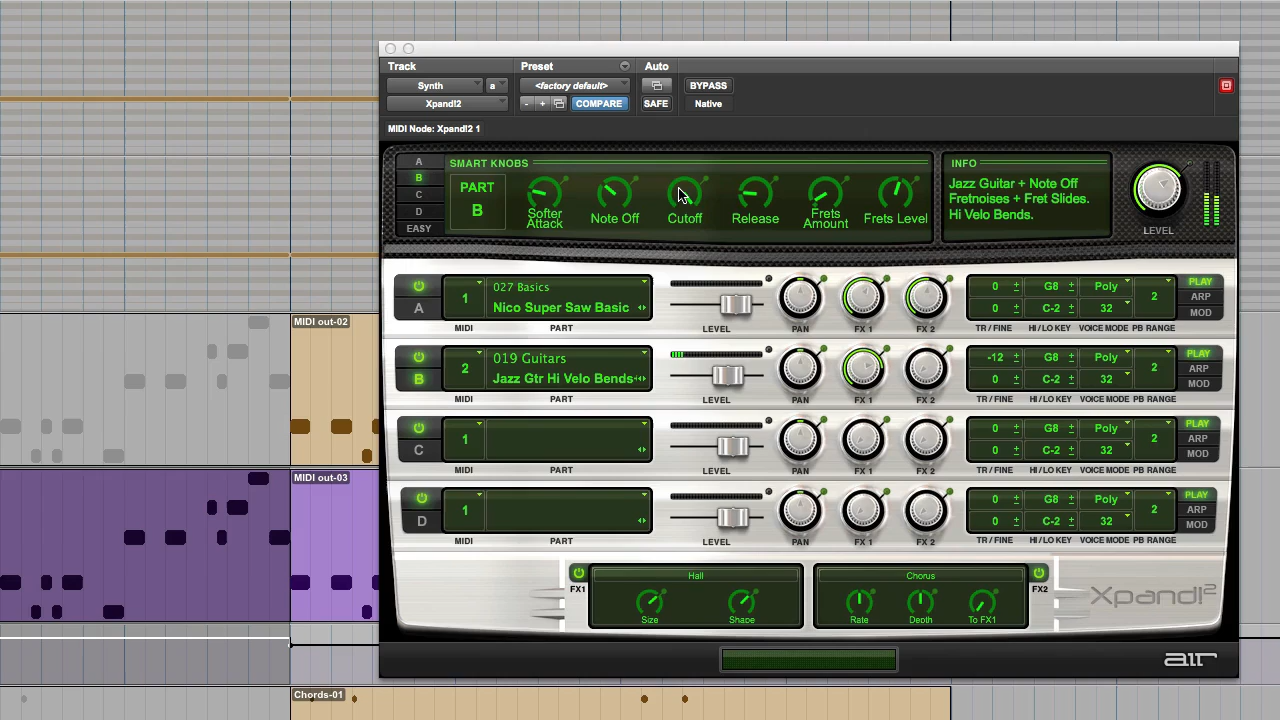 Track Preset Auto
Synth a <factory default> BYPASS
Xpand!2 - + COMPARE SAFE Native
MIDI Node: Xpand!2 1
A
B
C
D
EASY
SMART KNOBS
PART
B
Softer Attack
Note Off
Cutoff
Release
Frets Amount
Frets Level
INFO
Jazz Guitar + Note Off
Fretnoises + Fret Slides.
Hi Velo Bends.
LEVEL
A 1 027 Basics
Nico Super Saw Basic
0 + - G8 + - Poly 2 PLAY
0 + - C-2 + - 32 ARP
MOD
MIDI PART LEVEL PAN FX 1 FX 2 TR / FINE HI / LO KEY VOICE MODE PB RANGE
B 2 019 Guitars
Jazz Gtr Hi Velo Bends
-12 + - G8 + - Poly 2 PLAY
0 + - C-2 + - 32 ARP
MOD
MIDI PART LEVEL PAN FX 1 FX 2 TR / FINE HI / LO KEY VOICE MODE PB RANGE
C 1
0 + - G8 + - Poly 2 PLAY
0 + - C-2 + - 32 ARP
MOD
MIDI PART LEVEL PAN FX 1 FX 2 TR / FINE HI / LO KEY VOICE MODE PB RANGE
D 1
0 + - G8 + - Poly 2 PLAY
0 + - C-2 + - 32 ARP
MOD
MIDI PART LEVEL PAN FX 1 FX 2 TR / FINE HI / LO KEY VOICE MODE PB RANGE
FX1 Hall
Size Shape
Chorus FX2
Rate Depth To FX1
Xpand!2
AIR
MIDI out-02
MIDI out-03
Chords-01